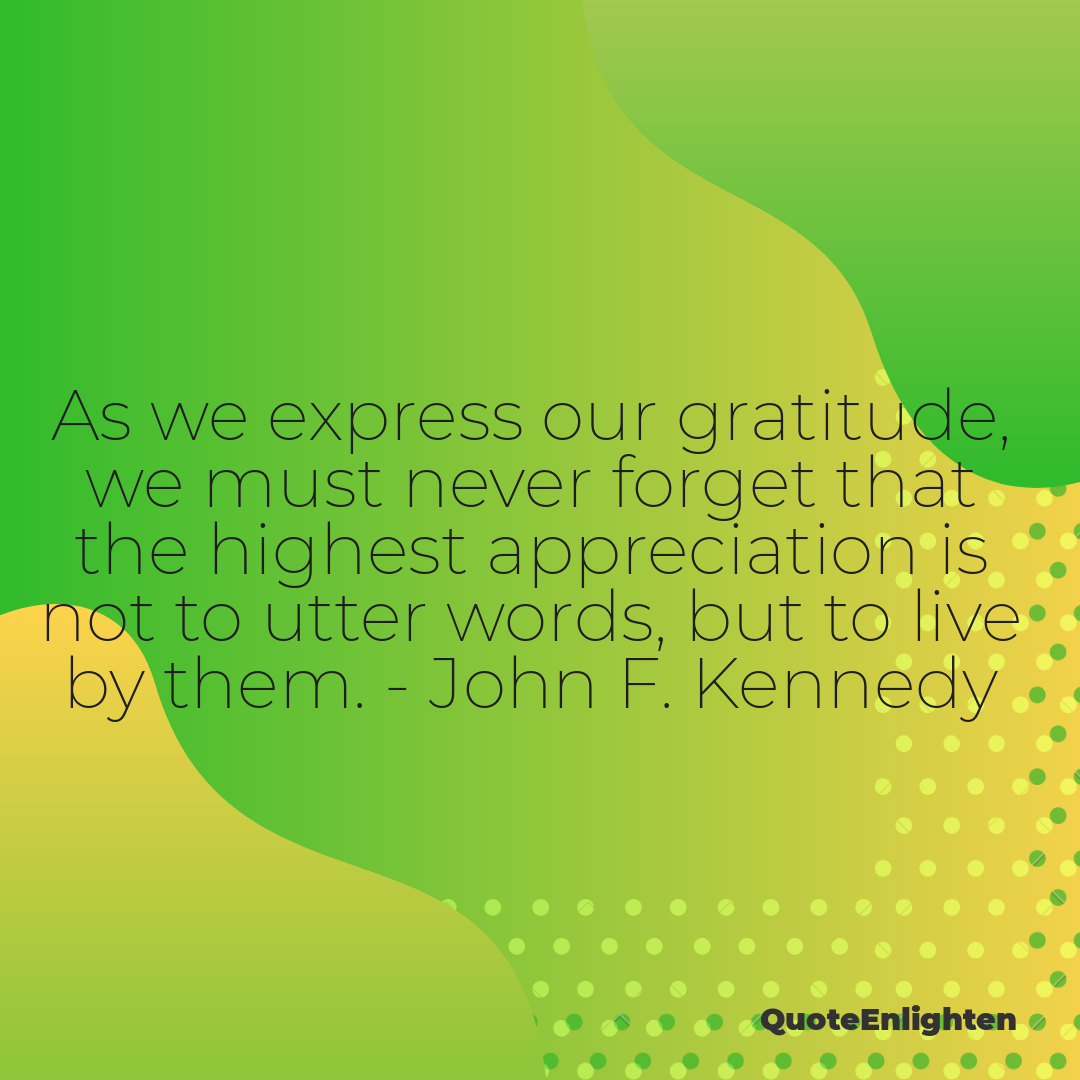 As we express our gratitude,
we must never forget that
the highest appreciation is
not to utter words, but to live
by them. - John F. Kennedy
QuoteEnlighten